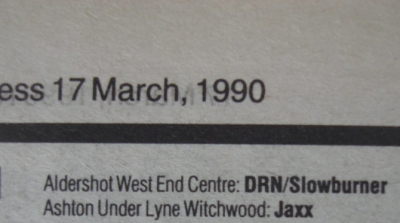 ess 17 March, 1990
Aldershot West End Centre: DRN/Slowburner
Ashton Under Lyne Witchwood: Jaxx